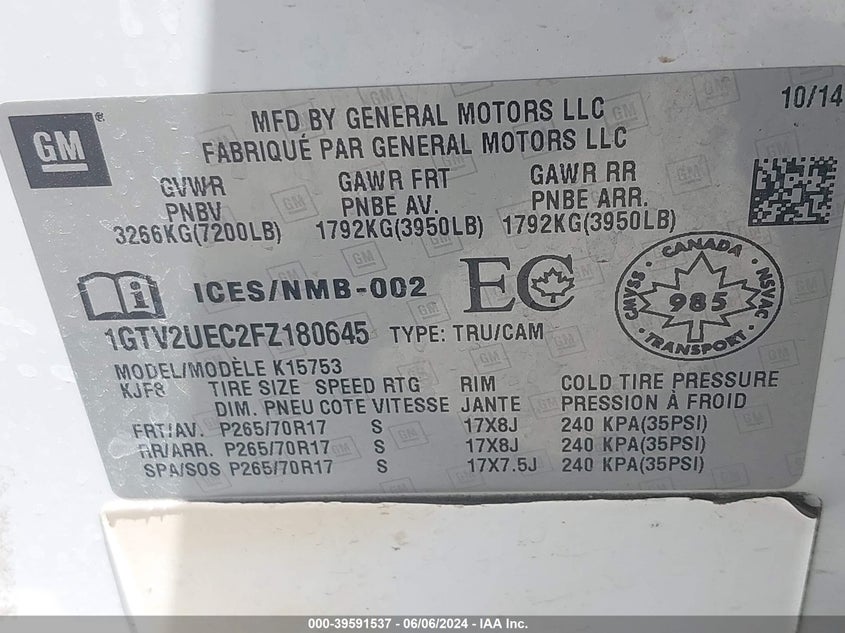 GM ®
MFD BY GENERAL MOTORS LLC
FABRIQUÉ PAR GENERAL MOTORS LLC
10/14
GVWR GAWR FRT GAWR RR
PNBV PNBE AV. PNBE ARR.
3266KG(7200LB) 1792KG(3950LB) 1792KG(3950LB)
i ICES/NMB-002 EC
CANADA
CMVSS 985 NSVAC
TRANSPORT
1GTV2UEC2FZ180645 TYPE: TRU/CAM
MODEL/MODÈLE K15753
KJF8 TIRE SIZE SPEED RTG RIM COLD TIRE PRESSURE
DIM. PNEU COTE VITESSE JANTE PRESSION À FROID
FRT/AV. P265/70R17 S 17X8J 240 KPA(35PSI)
RR/ARR. P265/70R17 S 17X8J 240 KPA(35PSI)
SPA/SOS P265/70R17 S 17X7.5J 240 KPA(35PSI)
000-39591537 - 06/06/2024 - IAA Inc.